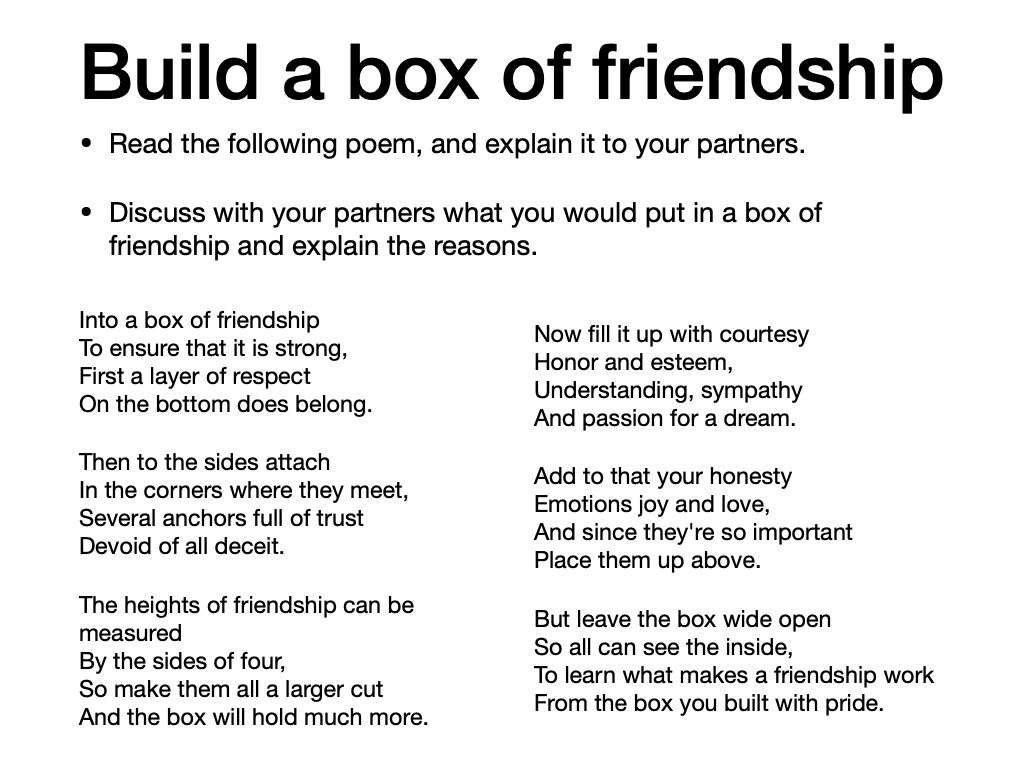 Build a box of friendship
• Read the following poem, and explain it to your partners.
• Discuss with your partners what you would put in a box of
friendship and explain the reasons.
Into a box of friendship
To ensure that it is strong,
First a layer of respect
On the bottom does belong.
Then to the sides attach
In the corners where they meet,
Several anchors full of trust
Devoid of all deceit.
The heights of friendship can be
measured
By the sides of four,
So make them all a larger cut
And the box will hold much more.
Now fill it up with courtesy
Honor and esteem,
Understanding, sympathy
And passion for a dream.
Add to that your honesty
Emotions joy and love,
And since they're so important
Place them up above.
But leave the box wide open
So all can see the inside,
To learn what makes a friendship work
From the box you built with pride.